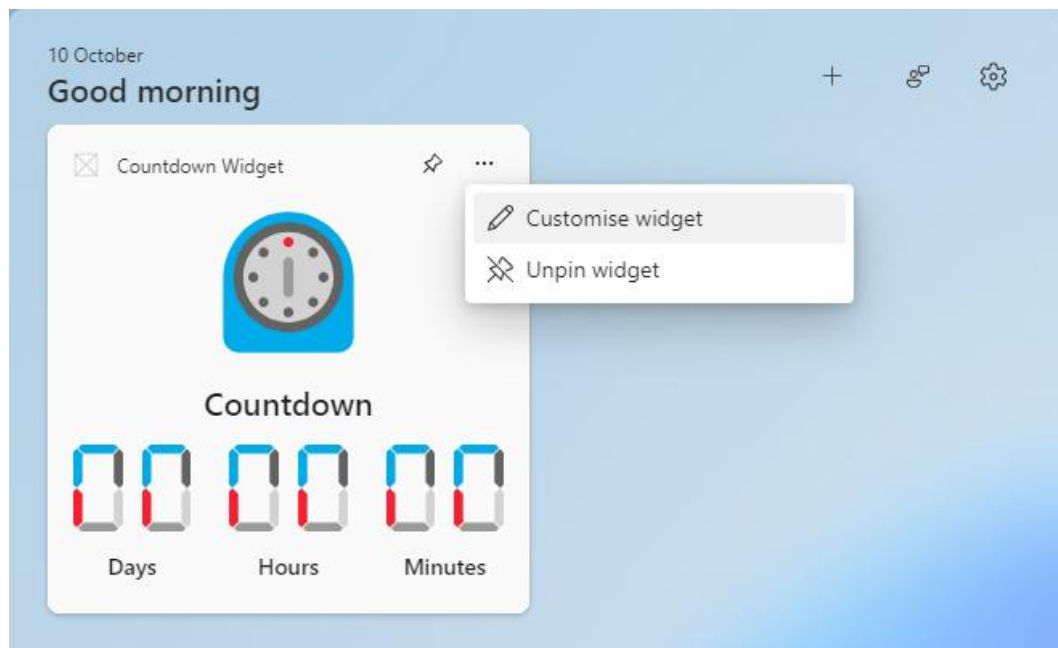 10 October
Good morning
Countdown Widget
Customise widget
Unpin widget
Countdown
00 00 00
Days Hours Minutes